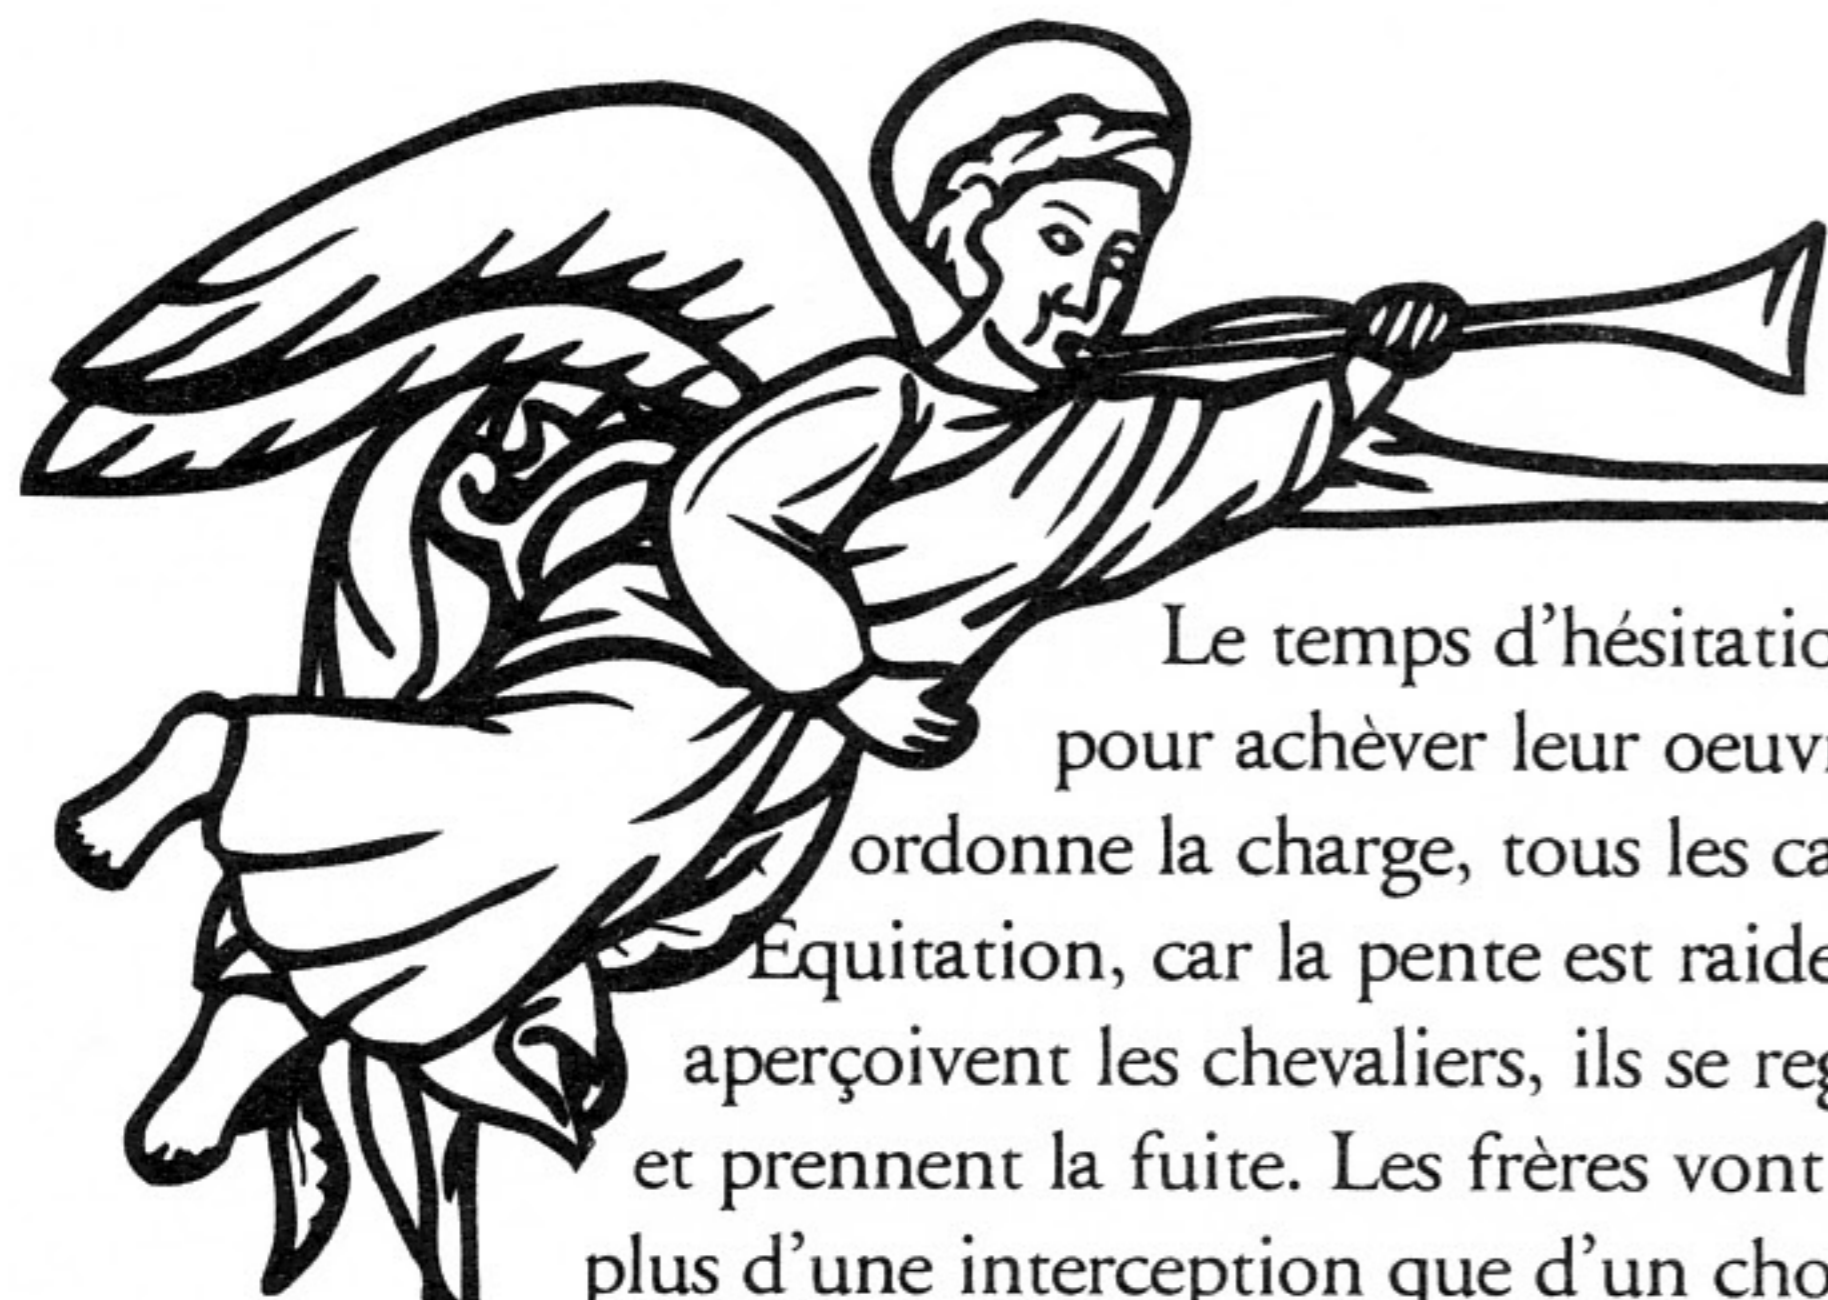 Le temps d'hésitatio
pour achèver leur oeuv
ordonne la charge, tous les ca
Equitation, car la pente est raide
aperçoivent les chevaliers, ils se reg
et prennent la fuite. Les frères vont
plus d'une interception que d'un cho